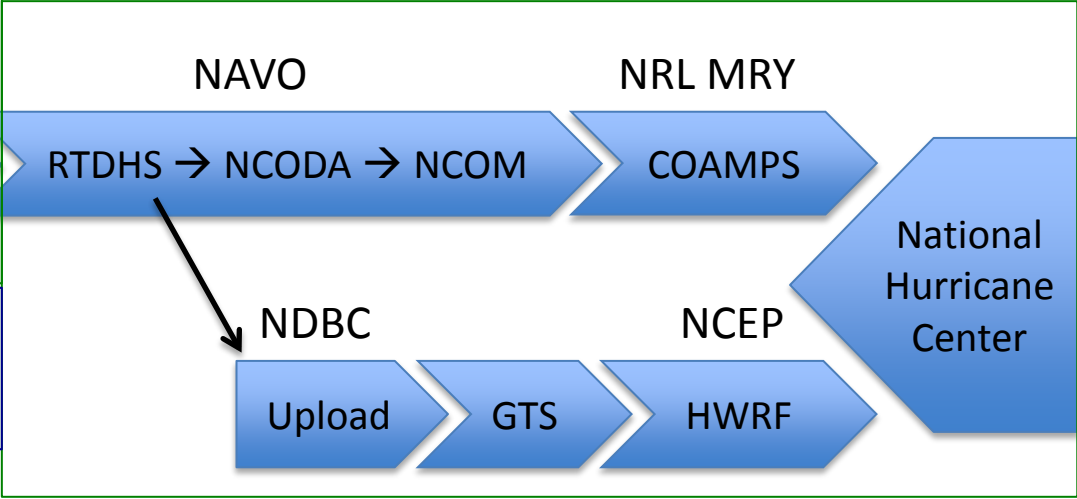 NAVO
NRL MRY
RTDHS → NCODA → NCOM
COAMPS
National
Hurricane
Center
NDBC
NCEP
Upload
GTS
HWRF